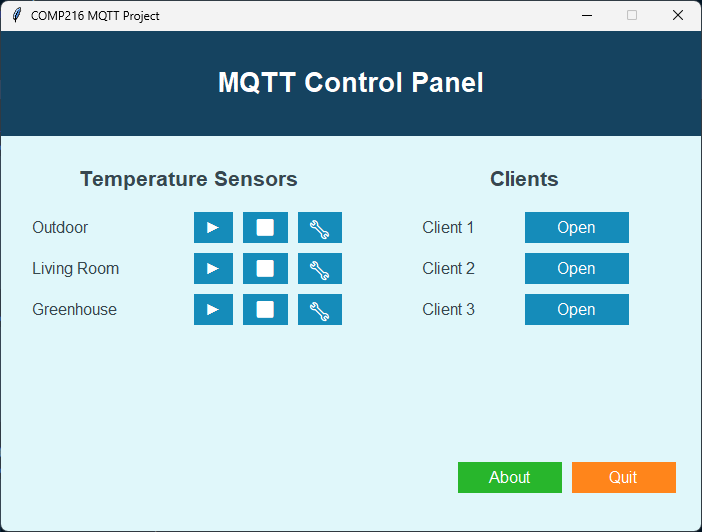 COMP216 MQTT Project
MQTT Control Panel
Temperature Sensors
Clients
Outdoor
Client 1
Open
Living Room
Client 2
Open
Greenhouse
Client 3
Open
About
Quit